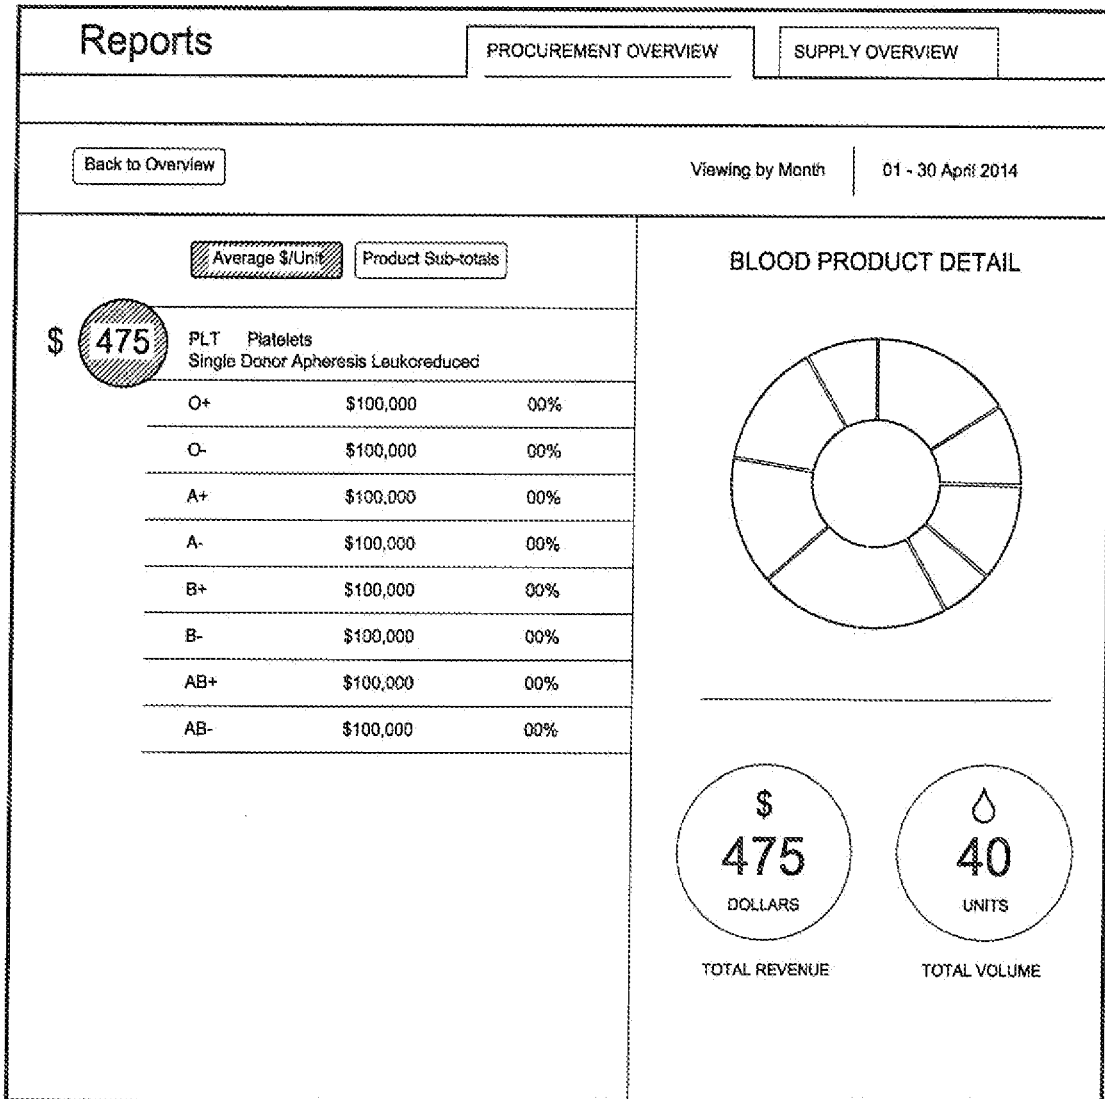 Reports
PROCUREMENT OVERVIEW
SUPPLY OVERVIEW
Back to Overview
Viewing by Month
01 - 30 April 2014
Average $/Unit
Product Sub-totals
BLOOD PRODUCT DETAIL
$ 475
PLT Platelets
Single Donor Apheresis Leukoreduced
O+ $100,000 00%
O- $100,000 00%
A+ $100,000 00%
A- $100,000 00%
B+ $100,000 00%
B- $100,000 00%
AB+ $100,000 00%
AB- $100,000 00%
$
475
DOLLARS
TOTAL REVENUE
40
UNITS
TOTAL VOLUME